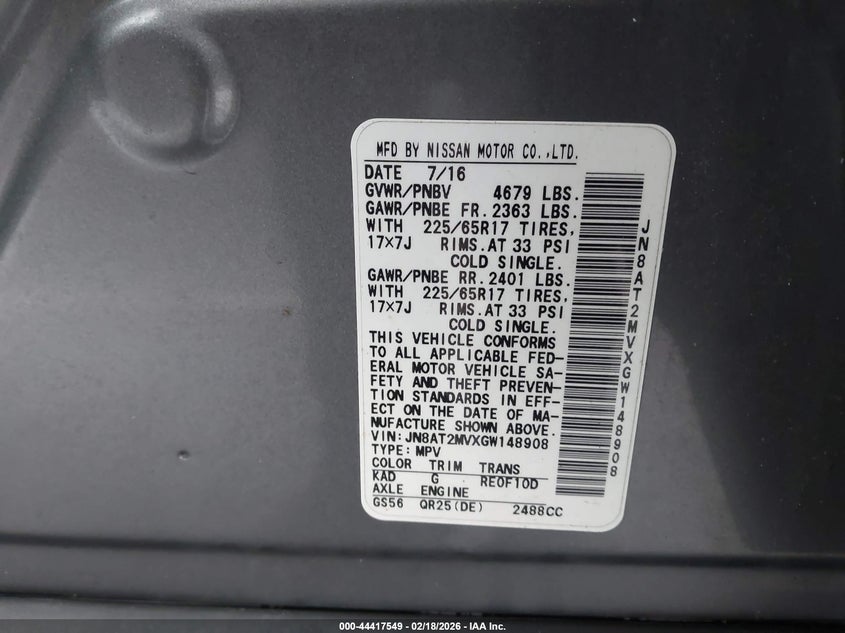 MFD BY NISSAN MOTOR CO.,LTD.
DATE 7/16
GVWR/PNBV 4679 LBS.
GAWR/PNBE FR. 2363 LBS.
WITH 225/65R17 TIRES,
17×7J RIMS.AT 33 PSI
COLD SINGLE.
GAWR/PNBE RR. 2401 LBS.
WITH 225/65R17 TIRES,
17×7J RIMS.AT 33 PSI
COLD SINGLE.
THIS VEHICLE CONFORMS
TO ALL APPLICABLE FED-
ERAL MOTOR VEHICLE SA-
FETY AND THEFT PREVEN-
TION STANDARDS IN EFF-
ECT ON THE DATE OF MA-
NUFACTURE SHOWN ABOVE.
VIN: JN8AT2MVXGW148908
TYPE: MPV
COLOR TRIM TRANS
KAD G RE0F10D
AXLE ENGINE
GS56 QR25(DE) 2488CC
JN8AT2MVXGW148908
000-44417549 — 02/18/2026 — IAA Inc.